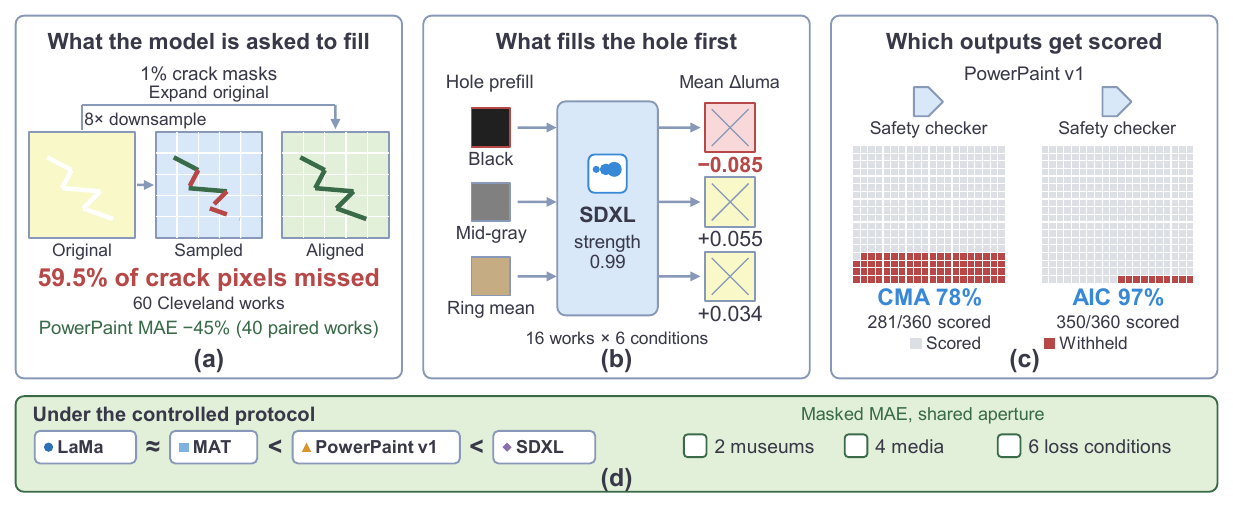 What the model is asked to fill
1% crack masks
Expand original
8× downsample
Original
Sampled
Aligned
59.5% of crack pixels missed
60 Cleveland works
PowerPaint MAE −45% (40 paired works)
(a)
What fills the hole first
Hole prefill
Mean Δluma
Black
−0.085
Mid-gray
SDXL
strength
0.99
+0.055
Ring mean
+0.034
16 works × 6 conditions
(b)
Which outputs get scored
PowerPaint v1
Safety checker
Safety checker
CMA 78%
AIC 97%
281/360 scored
350/360 scored
Scored
Withheld
(c)
Under the controlled protocol
Masked MAE, shared aperture
LaMa ≈ MAT < PowerPaint v1 < SDXL
2 museums
4 media
6 loss conditions
(d)